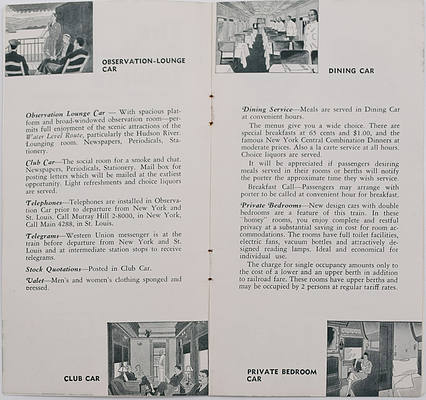 OBSERVATION-LOUNGE
CAR
Observation Lounge Car — With spacious plat-
form and broad-windowed observation room—per-
mits full enjoyment of the scenic attractions of the
Water Level Route, particularly the Hudson River.
Lounging room. Newspapers, Periodicals, Sta-
tionery.
Club Car—The social room for a smoke and chat.
Newspapers, Periodicals, Stationery. Mail box for
posting letters which will be mailed at the earliest
opportunity. Light refreshments and choice liquors
are served.
Telephones—Telephones are installed in Observa-
tion Car prior to departure from New York and
St. Louis. Call Murray Hill 2-8000, in New York,
Call Main 4288, in St. Louis.
Telegrams—Western Union messenger is at the
train before departure from New York and St.
Louis and at intermediate station stops to receive
telegrams.
Stock Quotations—Posted in Club Car.
Valet—Men's and women's clothing sponged and
pressed.
CLUB CAR
DINING CAR
Dining Service—Meals are served in Dining Car
at convenient hours.
The menus give you a wide choice. There are
special breakfasts at 65 cents and $1.00, and the
famous New York Central Combination Dinners at
moderate prices. Also a la carte service at all hours.
Choice liquors are served.
It will be appreciated if passengers desiring
meals served in their rooms or berths will notify
the porter the approximate time they wish service.
Breakfast Call—Passengers may arrange with
porter to be called at convenient hour for breakfast.
Private Bedrooms—New design cars with double
bedrooms are a feature of this train. In these
"homey" rooms, you enjoy complete and restful
privacy at a substantial saving in cost for room ac-
commodations. The rooms have full toilet facilities,
electric fans, vacuum bottles and attractively de-
signed reading lamps. Ideal and economical for
individual use.
The charge for single occupancy amounts only to
the cost of a lower and an upper berth in addition
to railroad fare. These rooms have upper berths and
may be occupied by 2 persons at regular tariff rates.
PRIVATE BEDROOM
CAR